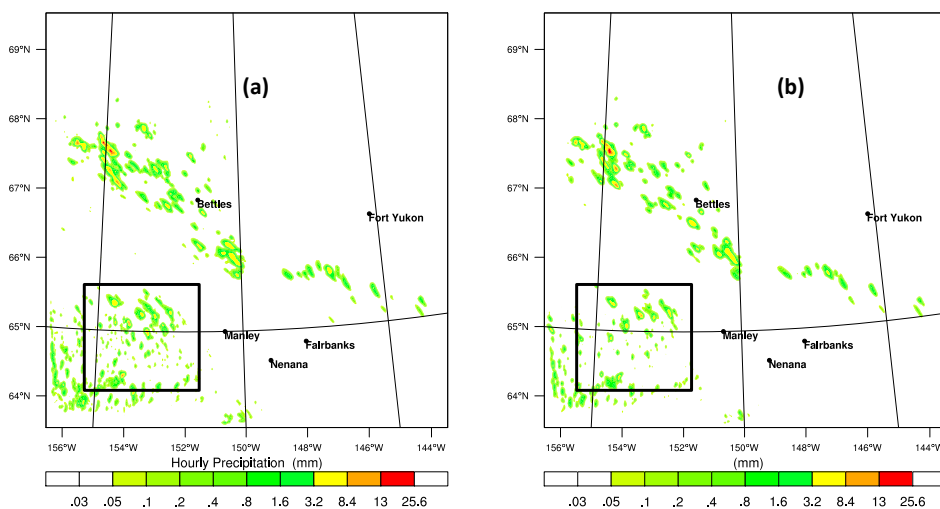 (a)
69°N
68°N
67°N
66°N
65°N
64°N
Bettles
Fort Yukon
Manley
Fairbanks
Nenana
156°W 154°W 152°W 150°W 148°W 146°W 144°W
Hourly Precipitation (mm)
.03 .05 .1 .2 .4 .8 1.6 3.2 8.4 13 25.6
(b)
69°N
68°N
67°N
66°N
65°N
64°N
Bettles
Fort Yukon
Manley
Fairbanks
Nenana
156°W 154°W 152°W 150°W 148°W 146°W 144°W
(mm)
.03 .05 .1 .2 .4 .8 1.6 3.2 8.4 13 25.6